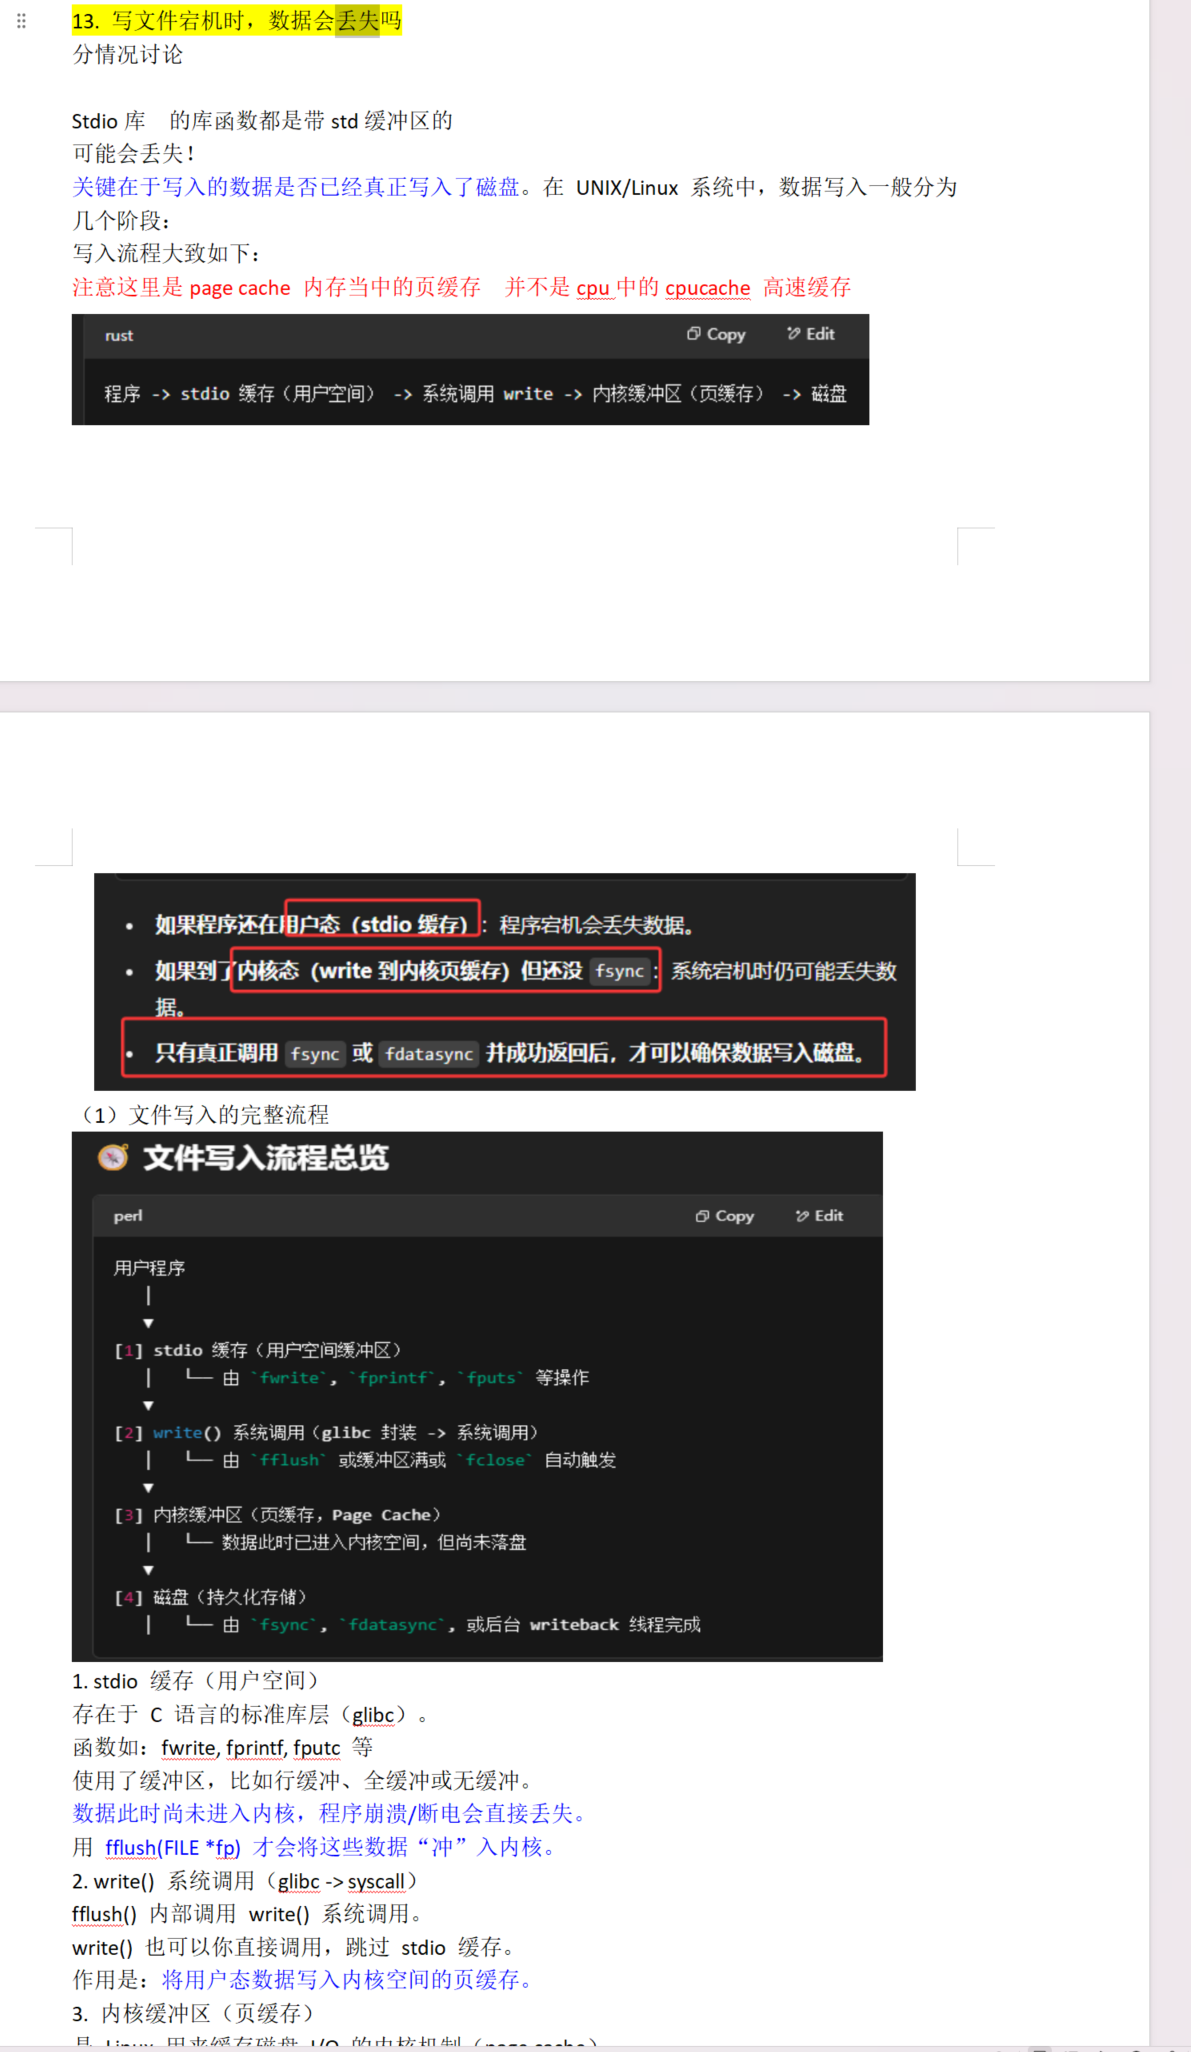 13. 写文件宕机时，数据会丢失吗
分情况讨论
Stdio 库　的库函数都是带 std 缓冲区的
可能会丢失！
关键在于写入的数据是否已经真正写入了磁盘。在 UNIX/Linux 系统中，数据写入一般分为
几个阶段：
写入流程大致如下：
注意这里是 page cache 内存当中的页缓存　并不是 cpu 中的 cpucache 高速缓存
rust Copy Edit
程序 -> stdio 缓存（用户空间） -> 系统调用 write -> 内核缓冲区（页缓存） -> 磁盘
• 如果程序还在用户态（stdio 缓存）：程序宕机会丢失数据。
• 如果到了内核态（write 到内核页缓存）但还没 fsync：系统宕机时仍可能丢失数
据。
• 只有真正调用 fsync 或 fdatasync 并成功返回后，才可以确保数据写入磁盘。
（1）文件写入的完整流程
🧭 文件写入流程总览
perl Copy Edit
用户程序
│
▼
[1] stdio 缓存（用户空间缓冲区）
│ └── 由 `fwrite`, `fprintf`, `fputs` 等操作
▼
[2] write() 系统调用（glibc 封装 -> 系统调用）
│ └── 由 `fflush` 或缓冲区满或 `fclose` 自动触发
▼
[3] 内核缓冲区（页缓存，Page Cache）
│ └── 数据此时已进入内核空间，但尚未落盘
▼
[4] 磁盘（持久化存储）
│ └── 由 `fsync`, `fdatasync`, 或后台 writeback 线程完成
1. stdio 缓存（用户空间）
存在于 C 语言的标准库层（glibc）。
函数如：fwrite, fprintf, fputc 等
使用了缓冲区，比如行缓冲、全缓冲或无缓冲。
数据此时尚未进入内核，程序崩溃/断电会直接丢失。
用 fflush(FILE *fp) 才会将这些数据“冲”入内核。
2. write() 系统调用（glibc -> syscall）
fflush() 内部调用 write() 系统调用。
write() 也可以你直接调用，跳过 stdio 缓存。
作用是：将用户态数据写入内核空间的页缓存。
3. 内核缓冲区（页缓存）
是 Linux 用来缓存磁盘 I/O 的内核机制（page cache）